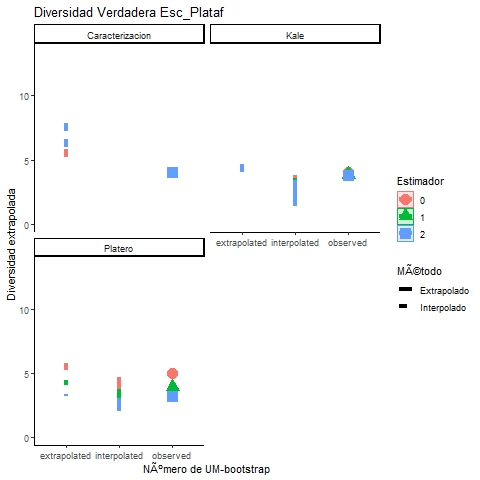 Diversidad Verdadera Esc_Plataf
Caracterizacion
Kale
10
5
0
extrapolated interpolated observed
Platero
10
5
0
extrapolated interpolated observed
Diversidad extrapolada
NÃºmero de UM-bootstrap
Estimador
0
1
2
MÃ©todo
Extrapolado
Interpolado